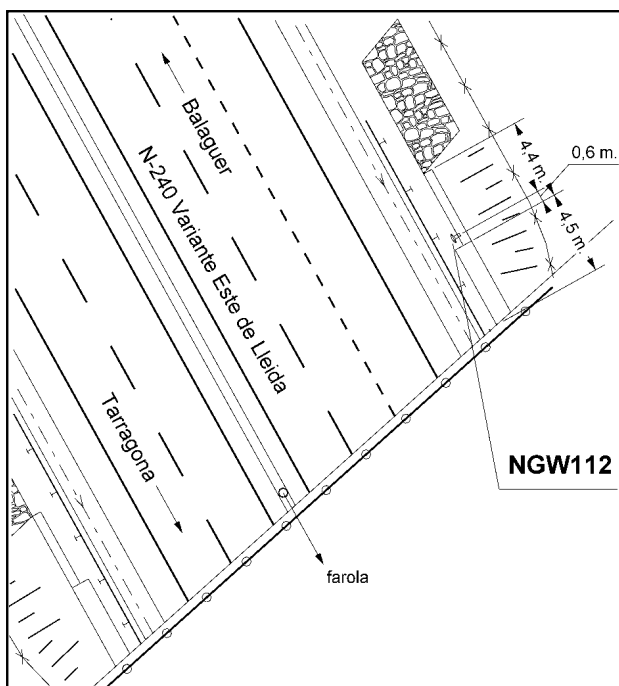 Balaguer
N-240 Variante Este de Lleida
Tarragona
4,4 m.
0,6 m.
4,5 m.
NGW112
farola